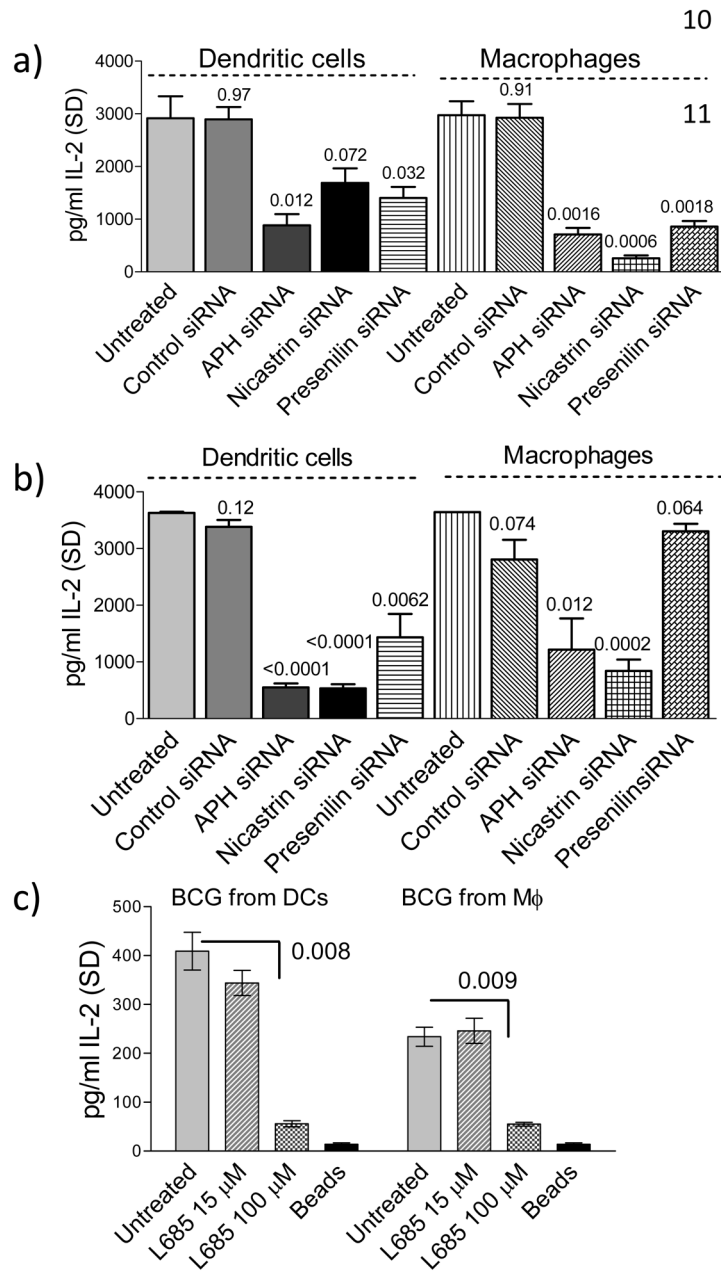 10
a)
Dendritic cells Macrophages
11
pg/ml IL-2 (SD)
4000
3000
2000
1000
0
0.97
0.012
0.072
0.032
0.91
0.0016
0.0006
0.0018
Untreated
Control siRNA
APH siRNA
Nicastrin siRNA
Presenilin siRNA
Untreated
Control siRNA
APH siRNA
Nicastrin siRNA
Presenilin siRNA
b)
Dendritic cells Macrophages
pg/ml IL-2 (SD)
4000
3000
2000
1000
0
0.12
<0.0001
<0.0001
0.0062
0.074
0.012
0.0002
0.064
Untreated
Control siRNA
APH siRNA
Nicastrin siRNA
Presenilin siRNA
Untreated
Control siRNA
APH siRNA
Nicastrin siRNA
PresenilinsiRNA
c)
BCG from DCs BCG from Mϕ
pg/ml IL-2 (SD)
500
400
300
200
100
0
0.008
0.009
Untreated
L685 15 μM
L685 100 μM
Beads
Untreated
L685 15 μM
L685 100 μM
Beads